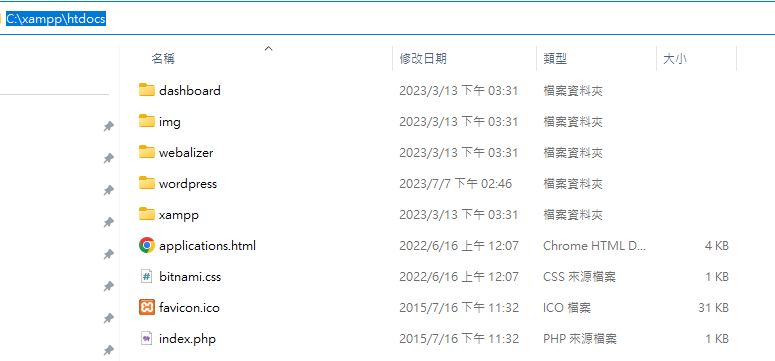 C:\xampp\htdocs
名稱 修改日期 類型 大小
dashboard 2023/3/13 下午 03:31 檔案資料夾
img 2023/3/13 下午 03:31 檔案資料夾
webalizer 2023/3/13 下午 03:31 檔案資料夾
wordpress 2023/7/7 下午 02:46 檔案資料夾
xampp 2023/3/13 下午 03:31 檔案資料夾
applications.html 2022/6/16 上午 12:07 Chrome HTML D... 4 KB
bitnami.css 2022/6/16 上午 12:07 CSS 來源檔案 1 KB
favicon.ico 2015/7/16 下午 11:32 ICO 檔案 31 KB
index.php 2015/7/16 下午 11:32 PHP 來源檔案 1 KB